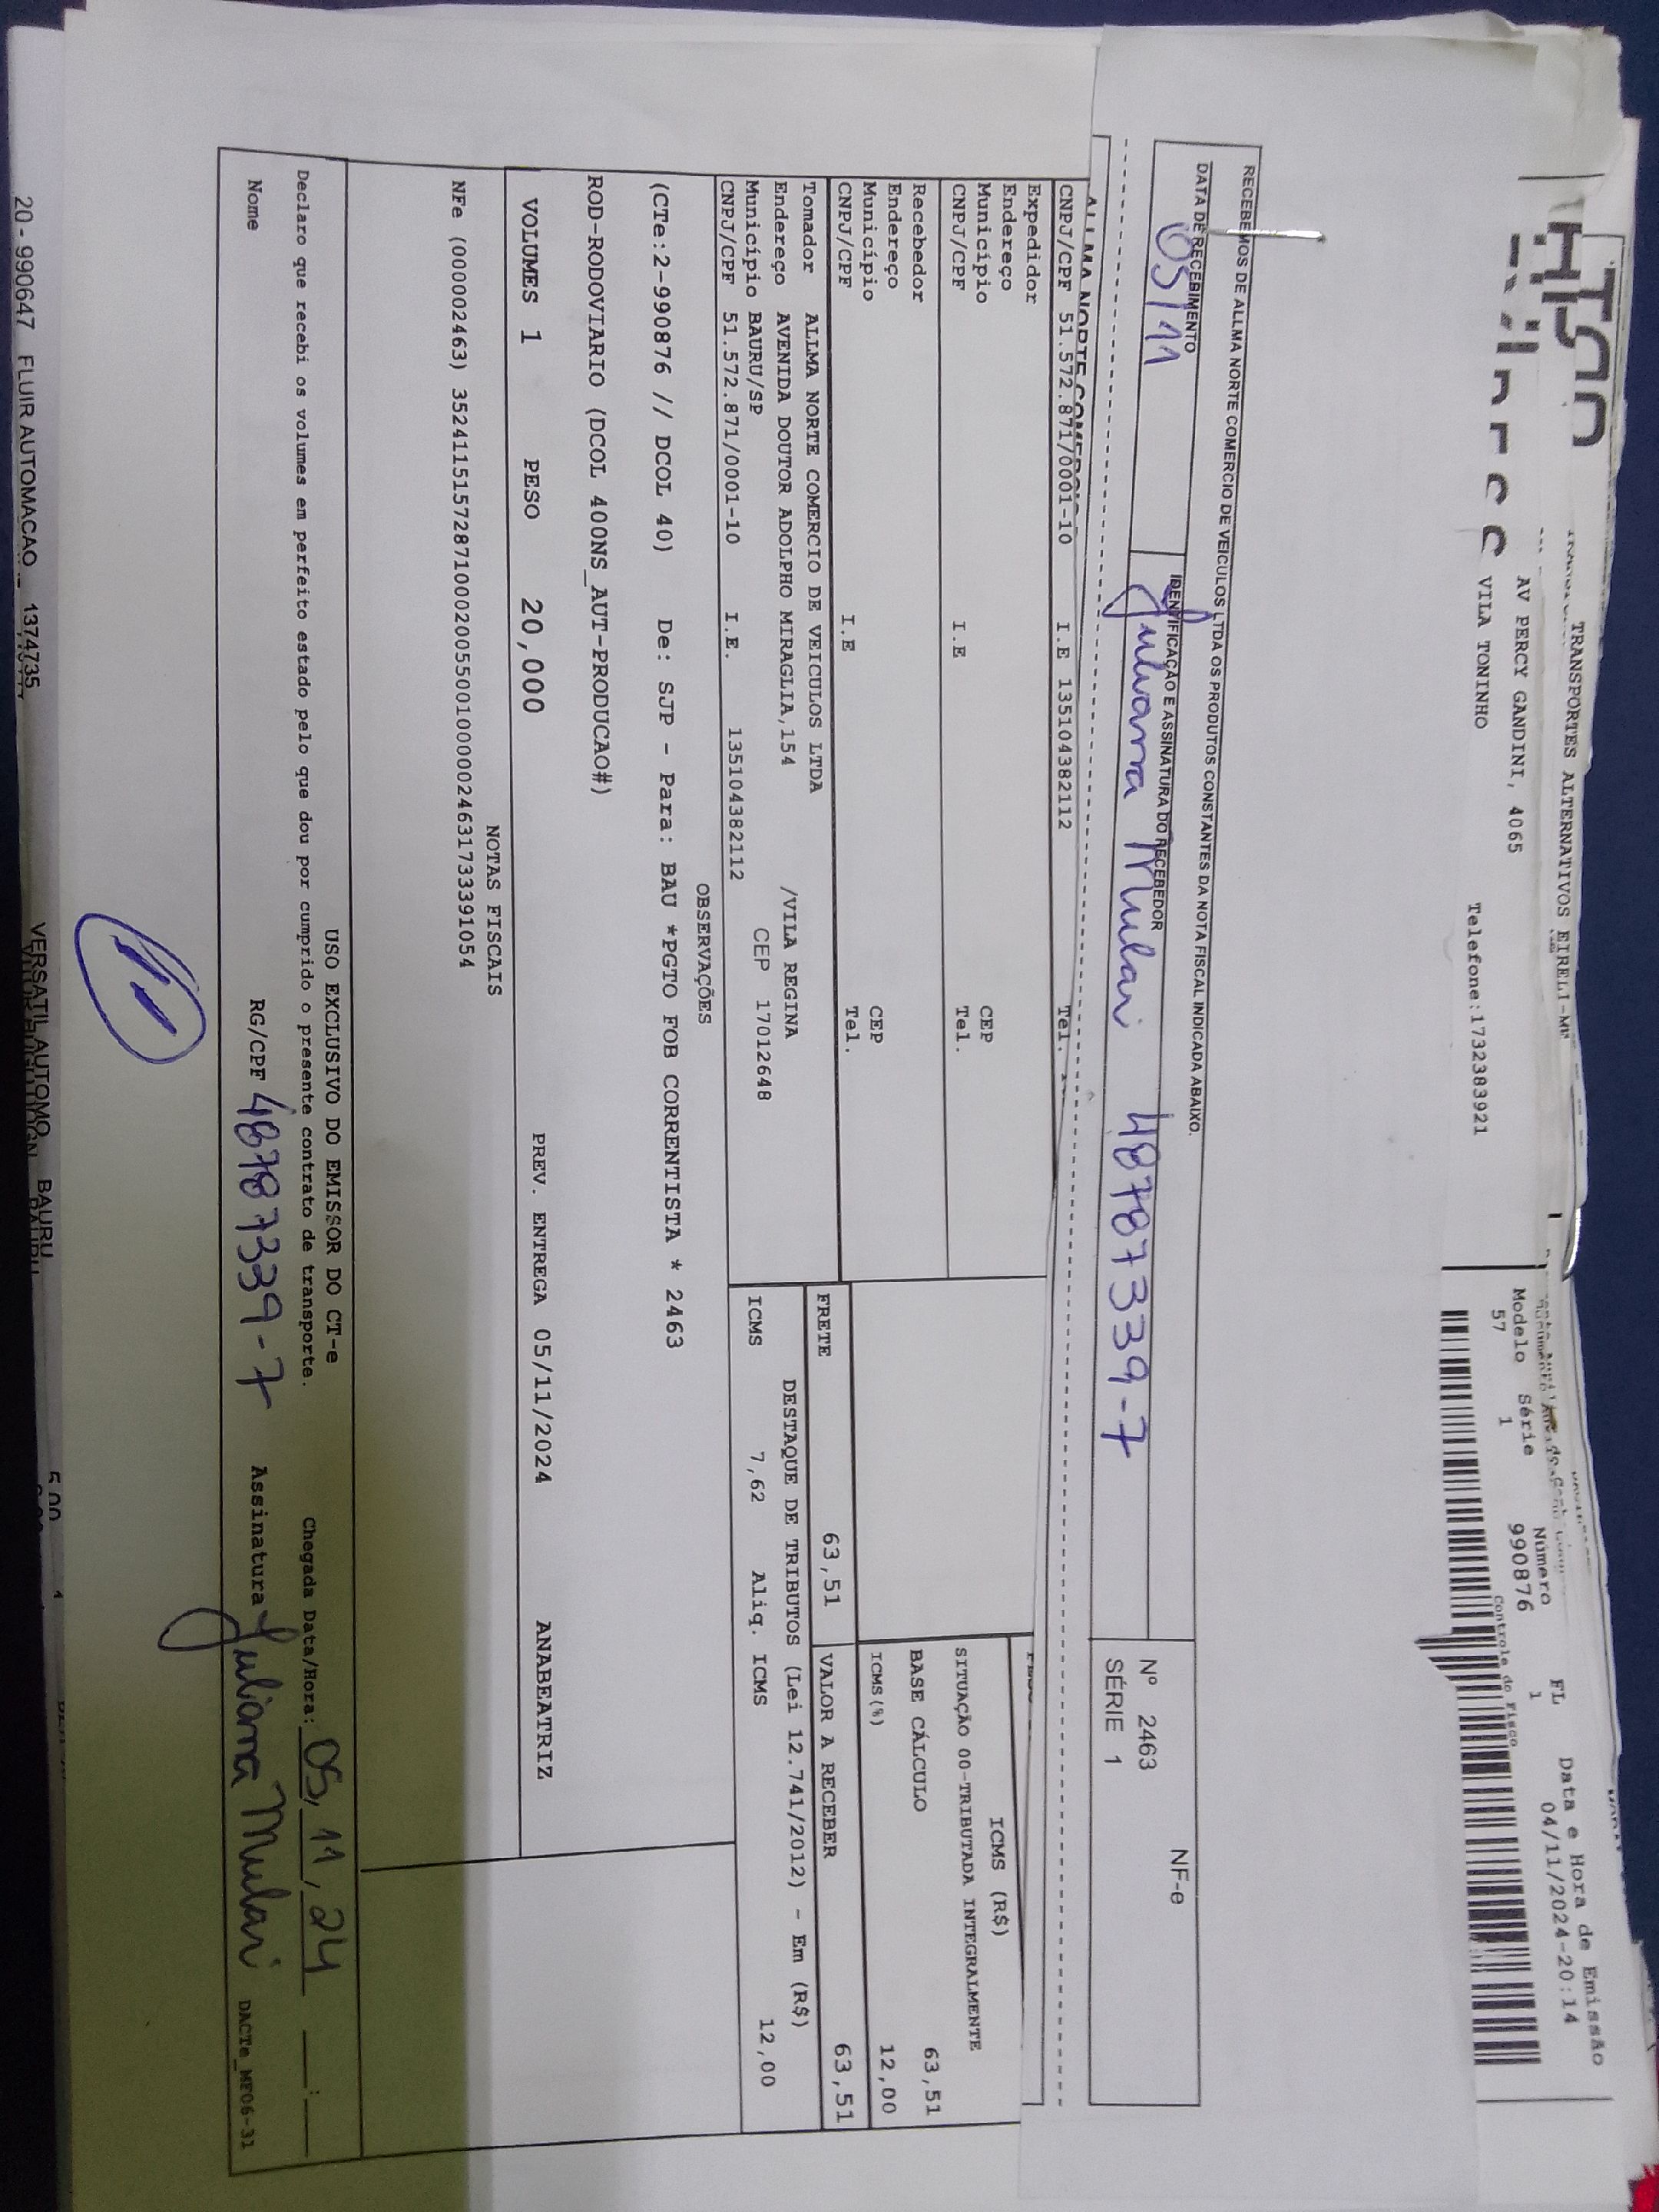 TRANSPORTES ALTERNATIVOS EIRELI-ME
AV PERCY GANDINI, 4065
VILA TONINHO
Telefone:1732383921
Modelo Série Número FL Data e Hora de Emissão
57 1 990876 1 04/11/2024-20:14
Controle do Fisco
RECEBEMOS DE ALLMA NORTE COMERCIO DE VEICULOS LTDA OS PRODUTOS CONSTANTES DA NOTA FISCAL INDICADA ABAIXO.
DATA DE RECEBIMENTO IDENTIFICAÇÃO E ASSINATURA DO RECEBEDOR NF-e
05/11 Juliana 48787339-7 Nº 2463
SÉRIE 1
CNPJ/CPF 51.572.871/0001-10 I.E 135104382112 Tel.
Expedidor
Endereço
Município CEP
CNPJ/CPF I.E Tel.
Recebedor
Endereço
Município CEP
CNPJ/CPF I.E Tel.
ICMS (R$)
SITUAÇÃO 00-TRIBUTADA INTEGRALMENTE
BASE CÁLCULO 63,51
ICMS(%) 12,00
Tomador ALLMA NORTE COMERCIO DE VEICULOS LTDA
Endereço AVENIDA DOUTOR ADOLPHO MIRAGLIA,154 /VILA REGINA
Município BAURU/SP CEP 17012648
CNPJ/CPF 51.572.871/0001-10 I.E. 135104382112
FRETE 63,51 VALOR A RECEBER 63,51
DESTAQUE DE TRIBUTOS (Lei 12.741/2012) - Em (R$)
ICMS 7,62 Aliq. ICMS 12,00
OBSERVAÇÕES
(CTe:2-990876 // DCOL 40) De: SJP - Para: BAU *PGTO FOB CORRENTISTA * 2463
ROD-RODOVIARIO (DCOL 400NS_AUT-PRODUCAO#)
VOLUMES 1 PESO 20,000 PREV. ENTREGA 05/11/2024 ANABEATRIZ
NOTAS FISCAIS
NFe (000002463) 35241151572871000200550010000024631733391054
USO EXCLUSIVO DO EMISSOR DO CT-e
Declaro que recebi os volumes em perfeito estado pelo que dou por cumprido o presente contrato de transporte. Chegada Data/Hora: 05/11/24 __:__
Nome RG/CPF 48787339-7 Assinatura Juliana DACTe_MF06-31
20 - 990647 FLUIR AUTOMACAO 1374735 VERSATIL AUTOMO BAURU 5,00 1